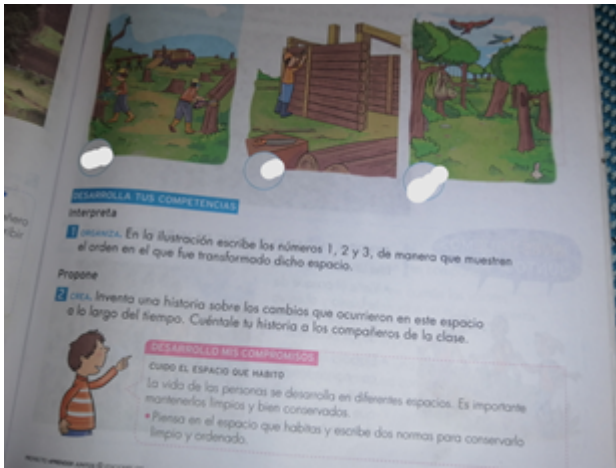 DESARROLLA TUS COMPETENCIAS
Interpreta
1 ORGANIZA. En la ilustración escribe los números 1, 2 y 3, de manera que muestren
el orden en el que fue transformado dicho espacio.
Propone
2 CREA. Inventa una historia sobre los cambios que ocurrieron en este espacio
a lo largo del tiempo. Cuéntale tu historia a los compañeros de la clase.
DESARROLLO MIS COMPROMISOS
CUIDO EL ESPACIO QUE HABITO
La vida de las personas se desarrolla en diferentes espacios. Es importante
mantenerlos limpios y bien conservados.
• Piensa en el espacio que habitas y escribe dos normas para conservarlo
limpio y ordenado.